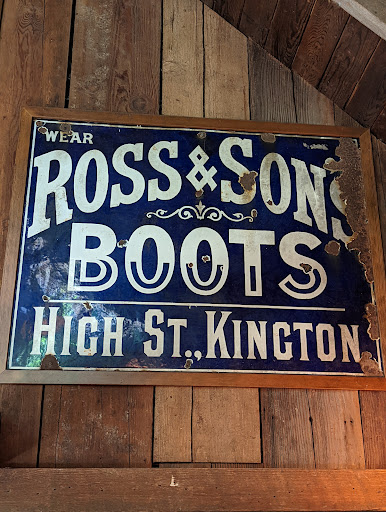 WEAR
ROSS & SONS
BOOTS
HIGH ST., KINGTON